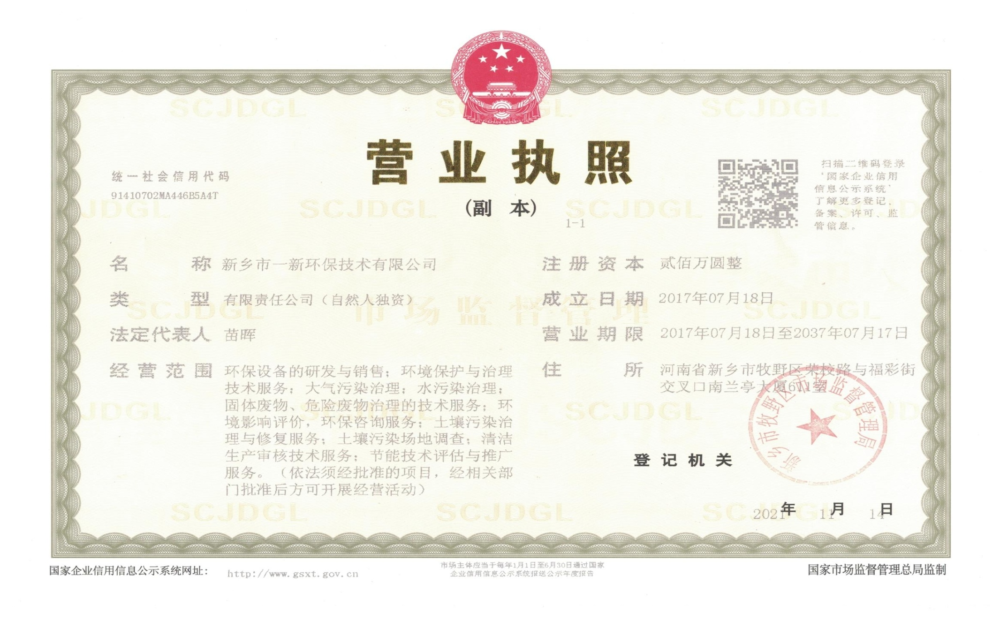 营业执照
(副 本)
1-1
统一社会信用代码
91410702MA446B5A4T
扫描二维码登录
‘国家企业信用
信息公示系统’
了解更多登记、
备案、许可、监
管信息。
名 称 新乡市一新环保技术有限公司
类 型 有限责任公司（自然人独资）
法定代表人 苗晖
经营范围 环保设备的研发与销售；环境保护与治理
技术服务；大气污染治理；水污染治理；
固体废物、危险废物治理的技术服务；环
境影响评价，环保咨询服务；土壤污染治
理与修复服务；土壤污染场地调查；清洁
生产审核技术服务；节能技术评估与推广
服务。（依法须经批准的项目，经相关部
门批准后方可开展经营活动）
注册资本 贰佰万圆整
成立日期 2017年07月18日
营业期限 2017年07月18日至2037年07月17日
住 所 河南省新乡市牧野区荣校路与福彩街
交叉口南兰亭大厦611室
登记机关
新乡市牧野区市场监督管理局
2021年 11月 14日
国家企业信用信息公示系统网址：
http://www.gsxt.gov.cn
市场主体应当于每年1月1日至6月30日通过国家
企业信用信息公示系统报送公示年度报告
国家市场监督管理总局监制
SCJDGL
市场监督管理